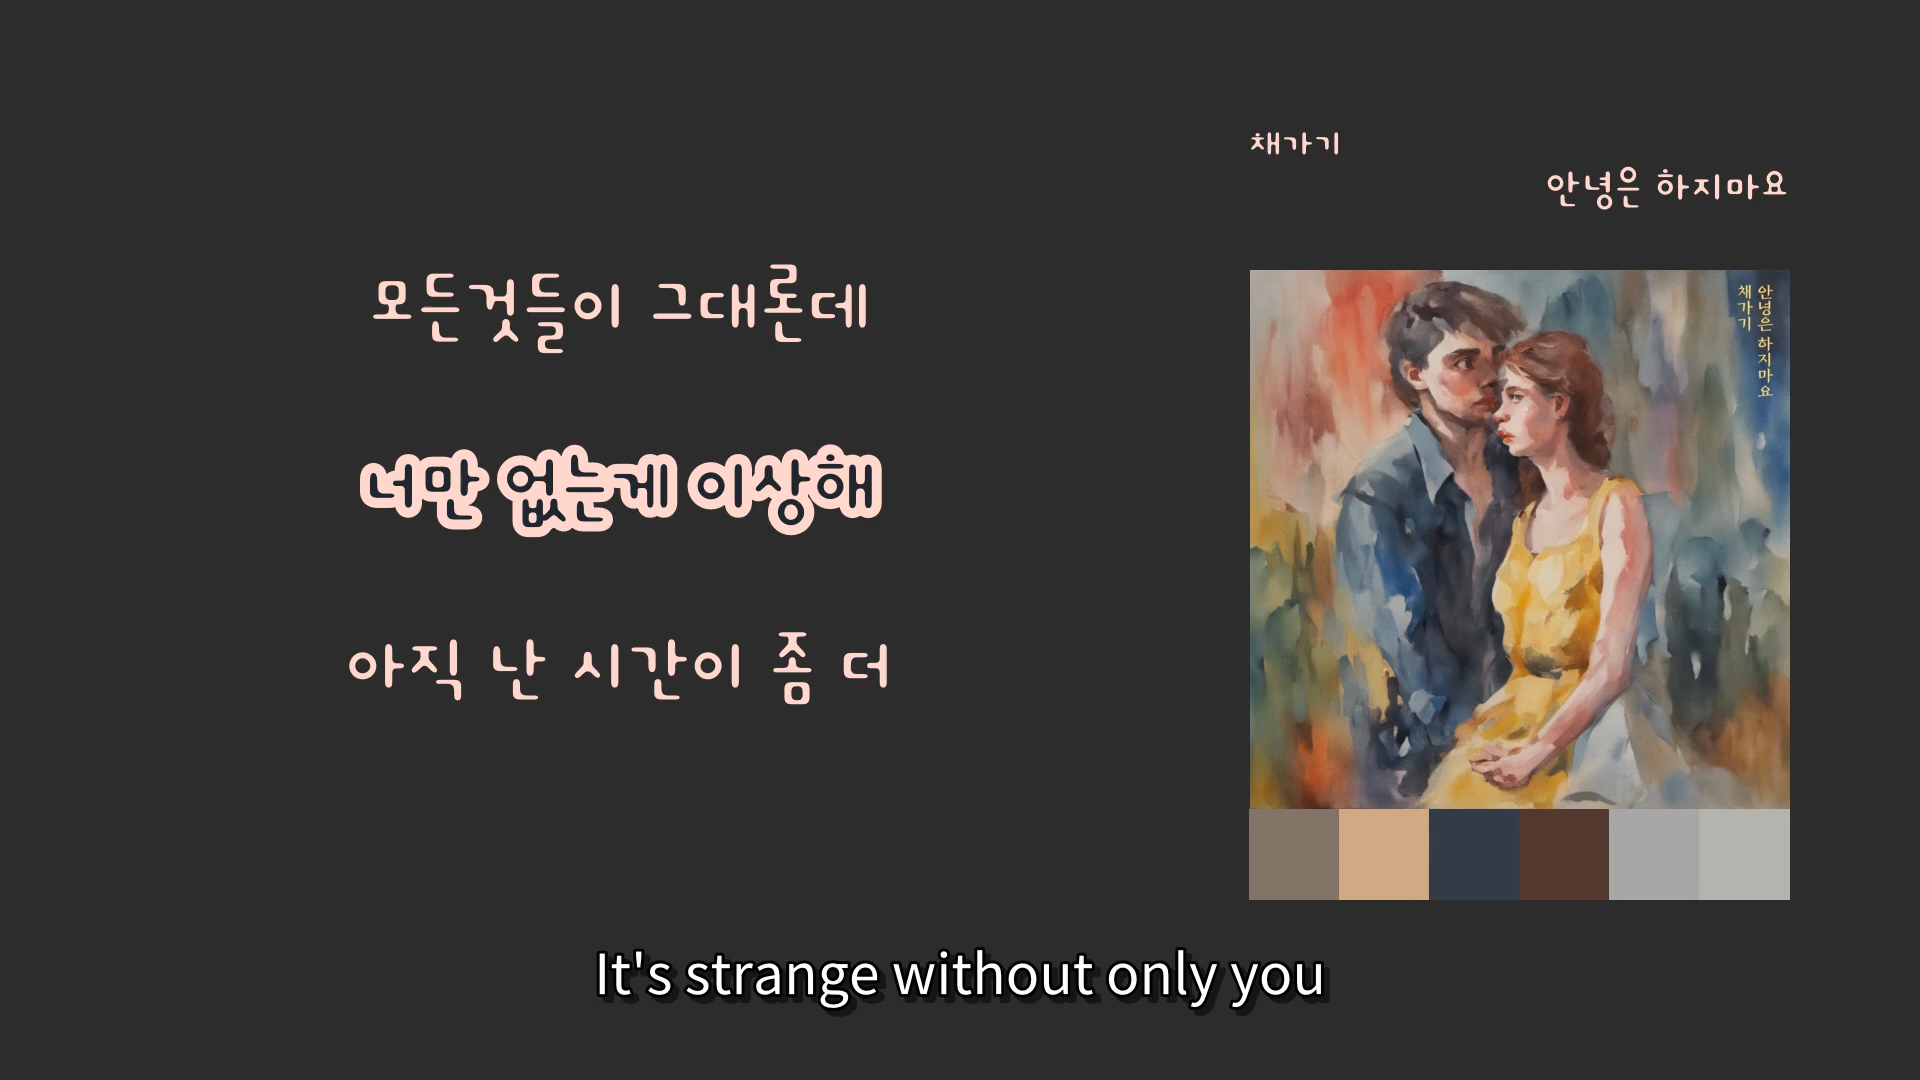 채가기
안녕은 하지마요
모든것들이 그대론데
너만 없는게 이상해
아직 난 시간이 좀 더
안녕은 하지마요
채가기
It's strange without only you